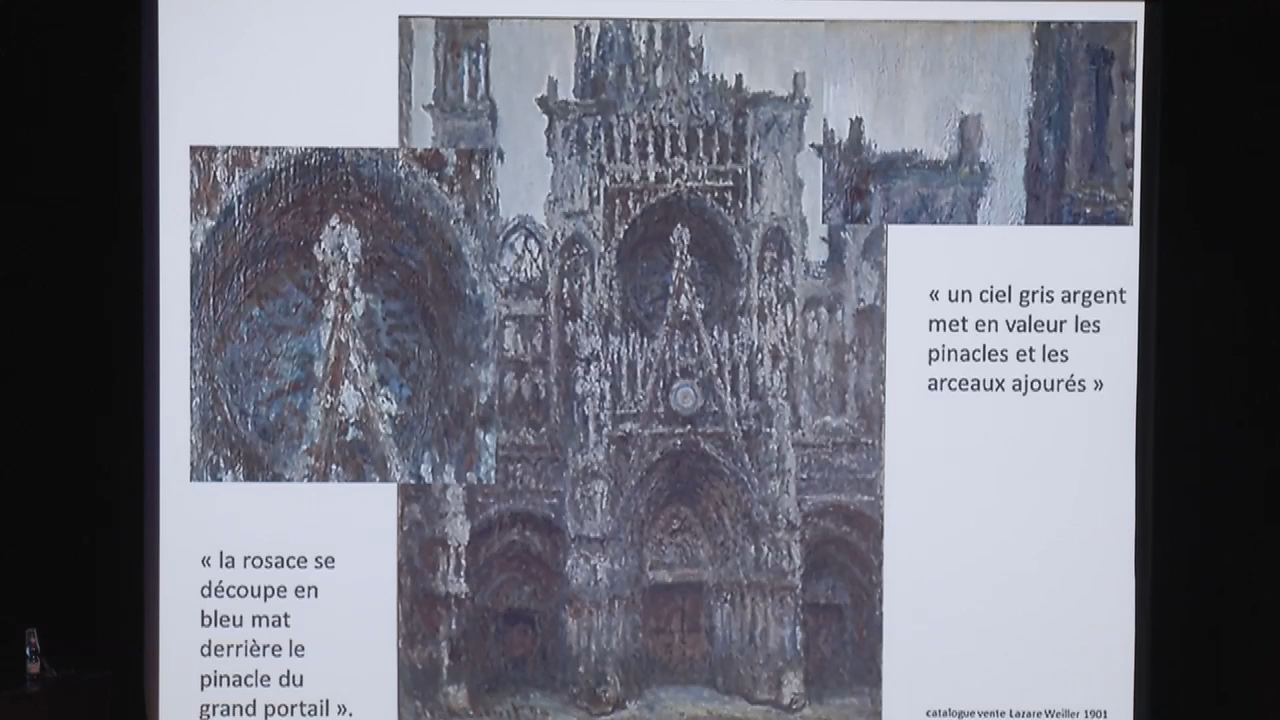 « un ciel gris argent
met en valeur les
pinacles et les
arceaux ajourés »
« la rosace se
découpe en
bleu mat
derrière le
pinacle du
grand portail ».
catalogue vente Lazare Weiller 1901